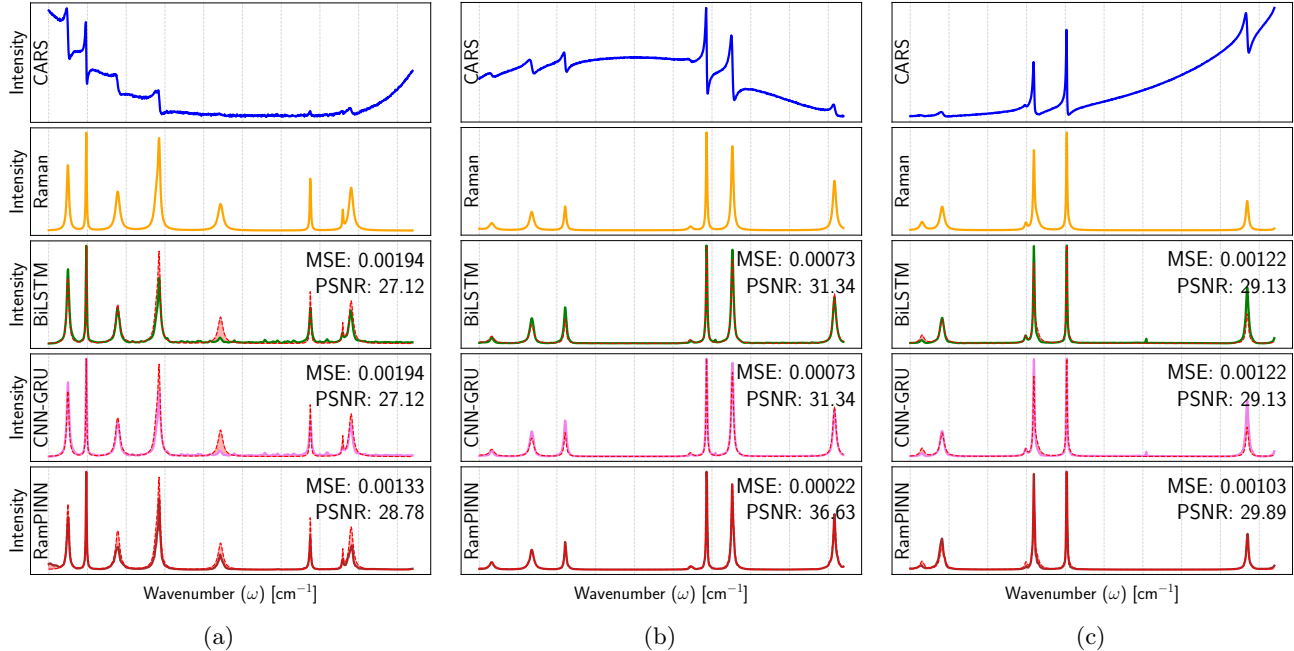 Intensity
CARS
Intensity
Raman
Intensity
BiLSTM
MSE: 0.00194
PSNR: 27.12
Intensity
CNN-GRU
MSE: 0.00194
PSNR: 27.12
Intensity
RamPINN
MSE: 0.00133
PSNR: 28.78
Wavenumber (ω) [cm⁻¹]
(a)
CARS
Raman
BiLSTM
MSE: 0.00073
PSNR: 31.34
CNN-GRU
MSE: 0.00073
PSNR: 31.34
RamPINN
MSE: 0.00022
PSNR: 36.63
Wavenumber (ω) [cm⁻¹]
(b)
CARS
Raman
BiLSTM
MSE: 0.00122
PSNR: 29.13
CNN-GRU
MSE: 0.00122
PSNR: 29.13
RamPINN
MSE: 0.00103
PSNR: 29.89
Wavenumber (ω) [cm⁻¹]
(c)